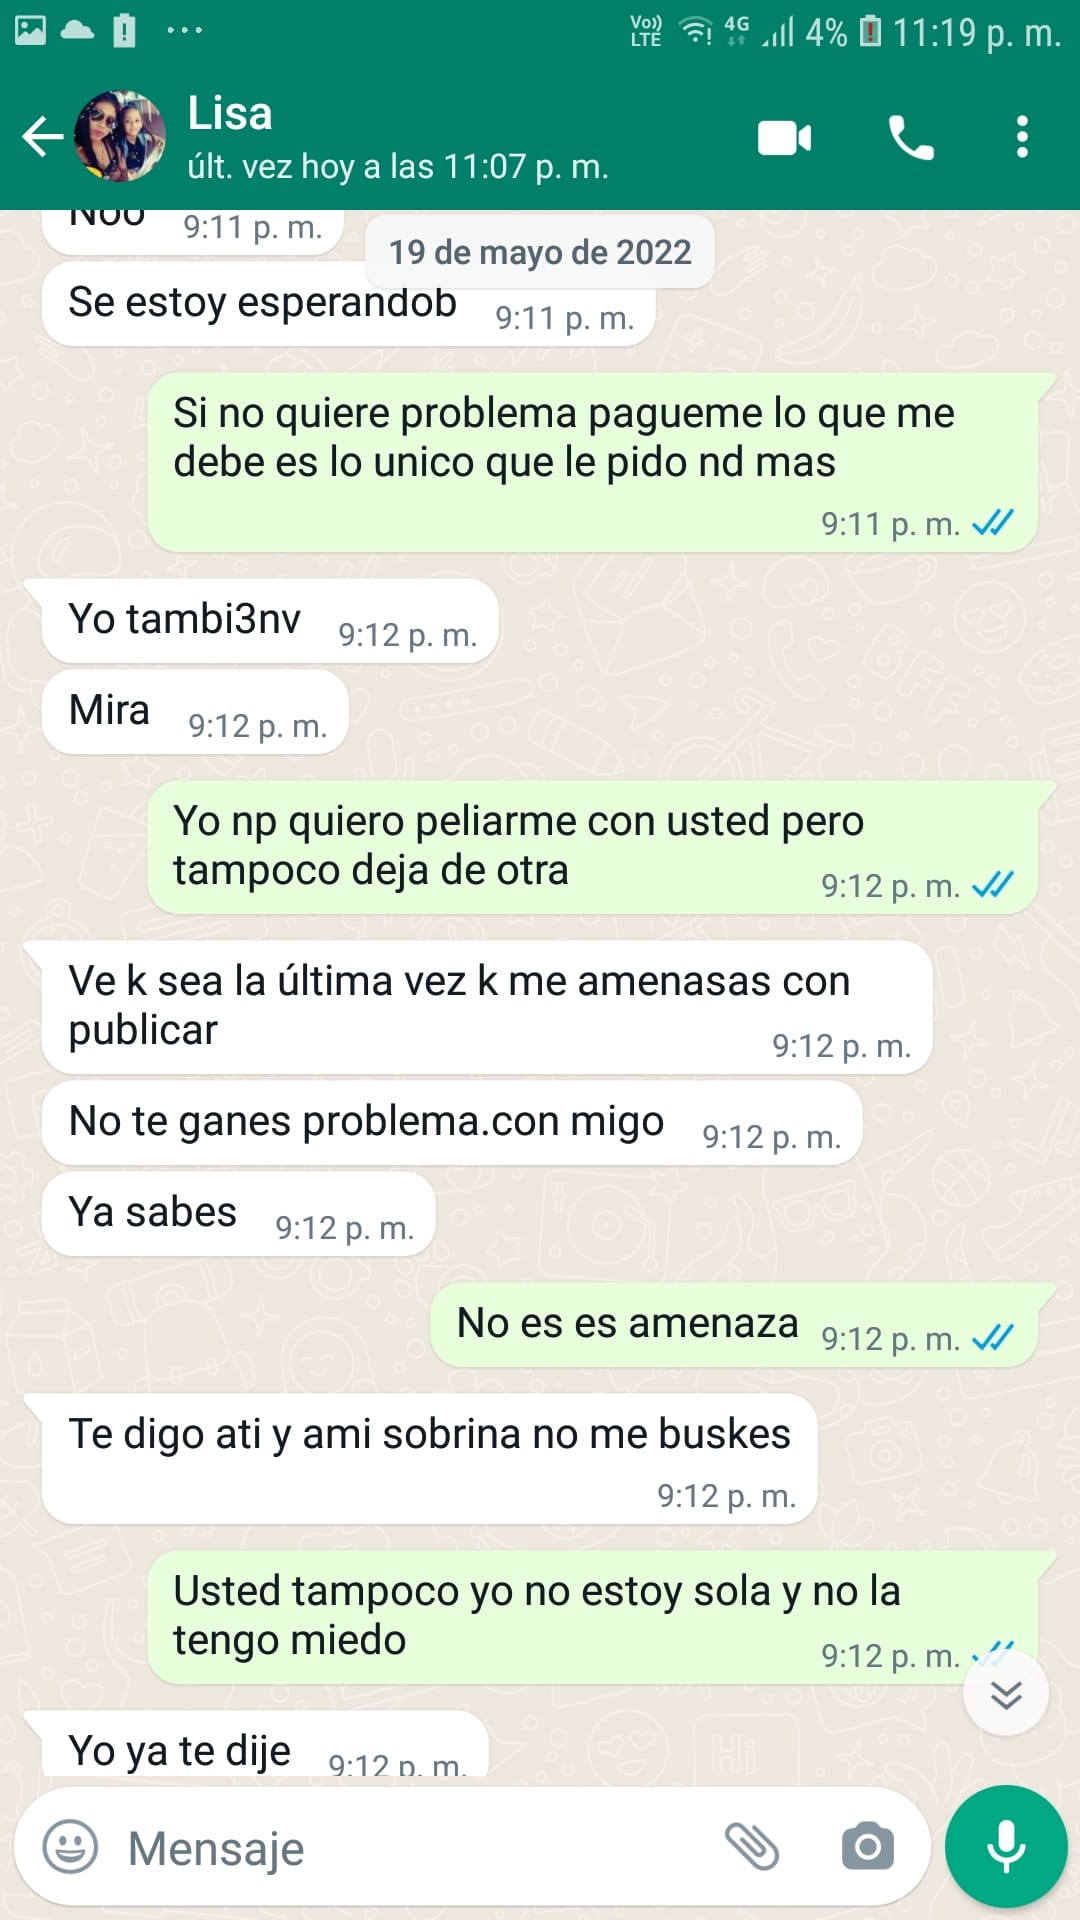 Vo)) LTE 4G 4% 11:19 p. m.
Lisa
últ. vez hoy a las 11:07 p. m.
Noo 9:11 p. m.
19 de mayo de 2022
Se estoy esperandob 9:11 p. m.
Si no quiere problema pagueme lo que me
debe es lo unico que le pido nd mas
9:11 p. m.
Yo tambi3nv 9:12 p. m.
Mira 9:12 p. m.
Yo np quiero peliarme con usted pero
tampoco deja de otra 9:12 p. m.
Ve k sea la última vez k me amenasas con
publicar 9:12 p. m.
No te ganes problema.con migo 9:12 p. m.
Ya sabes 9:12 p. m.
No es es amenaza 9:12 p. m.
Te digo ati y ami sobrina no me buskes
9:12 p. m.
Usted tampoco yo no estoy sola y no la
tengo miedo 9:12 p. m.
Yo ya te dije 9:12 p. m.
Mensaje